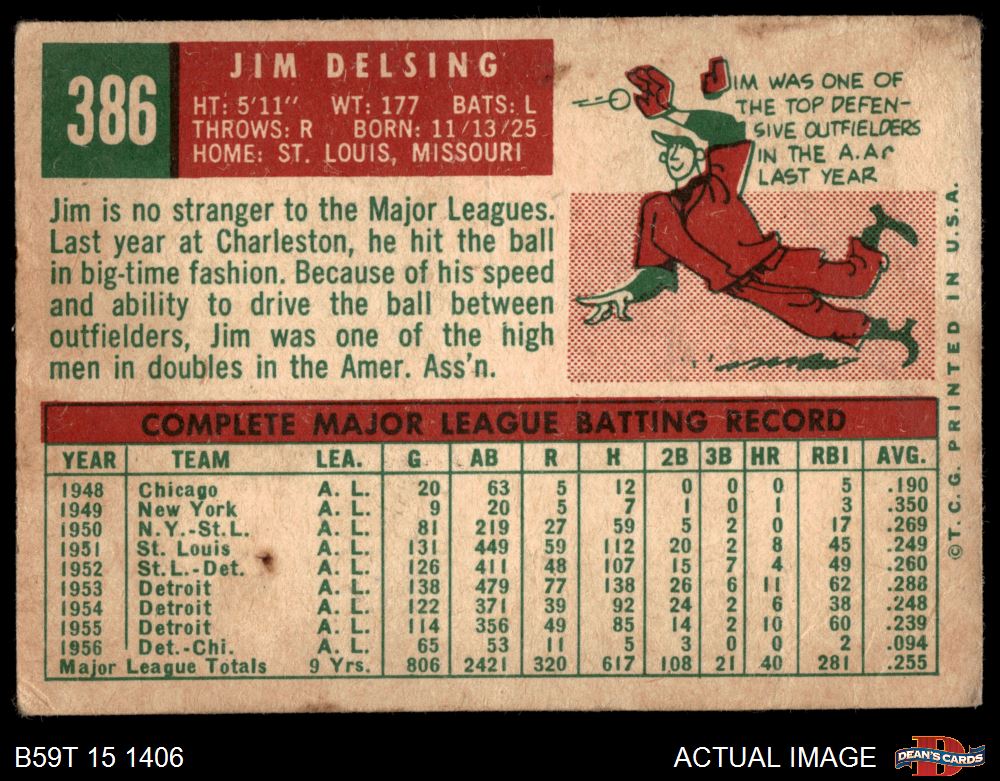 386
JIM DELSING
HT: 5'11" WT: 177 BATS: L
THROWS: R BORN: 11/13/25
HOME: ST. LOUIS, MISSOURI
JIM WAS ONE OF
THE TOP DEFEN-
SIVE OUTFIELDERS
IN THE A.A.
LAST YEAR
Jim is no stranger to the Major Leagues.
Last year at Charleston, he hit the ball
in big-time fashion. Because of his speed
and ability to drive the ball between
outfielders, Jim was one of the high
men in doubles in the Amer. Ass'n.
COMPLETE MAJOR LEAGUE BATTING RECORD
YEAR TEAM LEA. G AB R H 2B 3B HR RBI AVG.
1948 Chicago A. L. 20 63 5 12 0 0 0 5 .190
1949 New York A. L. 9 20 5 7 1 0 1 3 .350
1950 N.Y.-St.L. A. L. 81 219 27 59 5 2 0 17 .269
1951 St. Louis A. L. 131 449 59 112 20 2 8 45 .249
1952 St.L.-Det. A. L. 126 411 48 107 15 7 4 49 .260
1953 Detroit A. L. 138 479 77 138 26 6 11 62 .288
1954 Detroit A. L. 122 371 39 92 24 2 6 38 .248
1955 Detroit A. L. 114 356 49 85 14 2 10 60 .239
1956 Det.-Chi. A. L. 65 53 11 5 3 0 0 2 .094
Major League Totals 9 Yrs. 806 2421 320 617 108 21 40 281 .255
©T.C.G. PRINTED IN U.S.A.
B59T 15 1406
ACTUAL IMAGE
DEAN'S CARDS